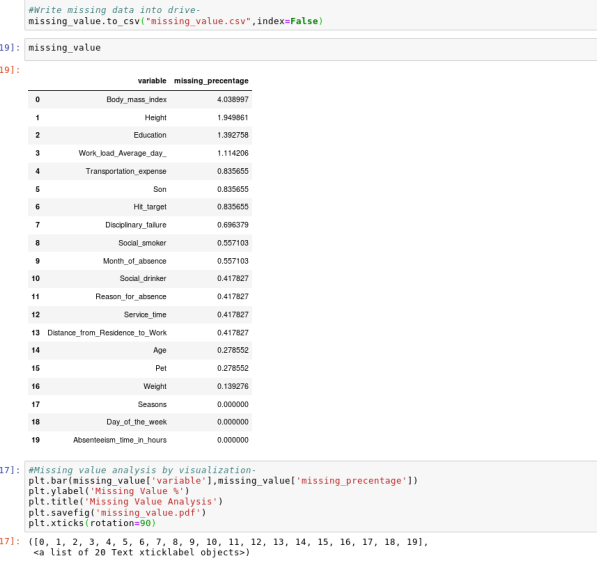 #Write missing data into drive-
missing_value.to_csv("missing_value.csv",index=False)
19]: missing_value
19]:
variable missing_precentage
0 Body_mass_index 4.038997
1 Height 1.949861
2 Education 1.392758
3 Work_load_Average_day_ 1.114206
4 Transportation_expense 0.835655
5 Son 0.835655
6 Hit_target 0.835655
7 Disciplinary_failure 0.696379
8 Social_smoker 0.557103
9 Month_of_absence 0.557103
10 Social_drinker 0.417827
11 Reason_for_absence 0.417827
12 Service_time 0.417827
13 Distance_from_Residence_to_Work 0.417827
14 Age 0.278552
15 Pet 0.278552
16 Weight 0.139276
17 Seasons 0.000000
18 Day_of_the_week 0.000000
19 Absenteeism_time_in_hours 0.000000
17]: #Missing value analysis by visualization-
plt.bar(missing_value['variable'],missing_value['missing_precentage'])
plt.ylabel('Missing Value %')
plt.title('Missing Value Analysis')
plt.savefig('missing_value.pdf')
plt.xticks(rotation=90)
17]: ([0, 1, 2, 3, 4, 5, 6, 7, 8, 9, 10, 11, 12, 13, 14, 15, 16, 17, 18, 19],
<a list of 20 Text xticklabel objects>)